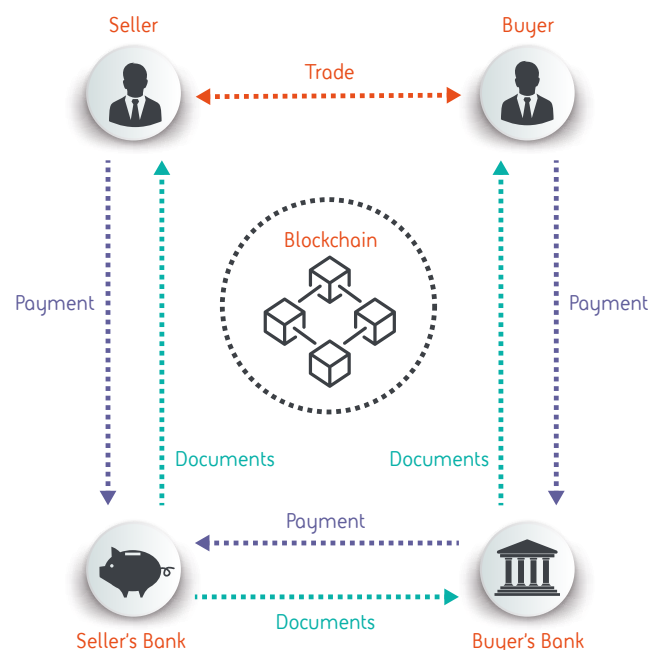 Seller
Buyer
Trade
Blockchain
Payment
Payment
Documents
Documents
Payment
Documents
Seller's Bank
Buyer's Bank